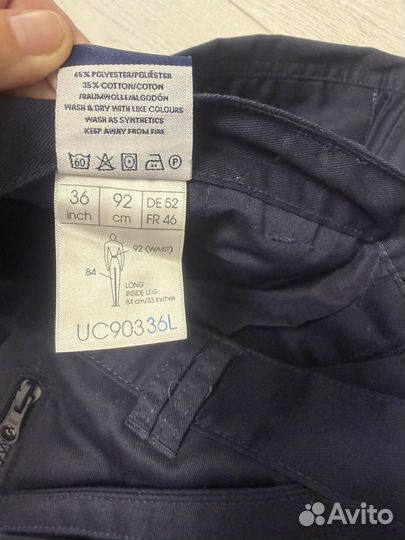 65% POLYESTER/POLIÉSTER
35% COTTON/COTON
/BAUMWOLLE/ALGODÓN
WASH & DRY WITH LIKE COLOURS
WASH AS SYNTHETICS
KEEP AWAY FROM FIRE
60 P
36 inch
92 cm
DE 52
FR 46
92 (WAIST)
84
LONG
INSIDE LEG
84 cm/33 inches
UC903 36L
Avito